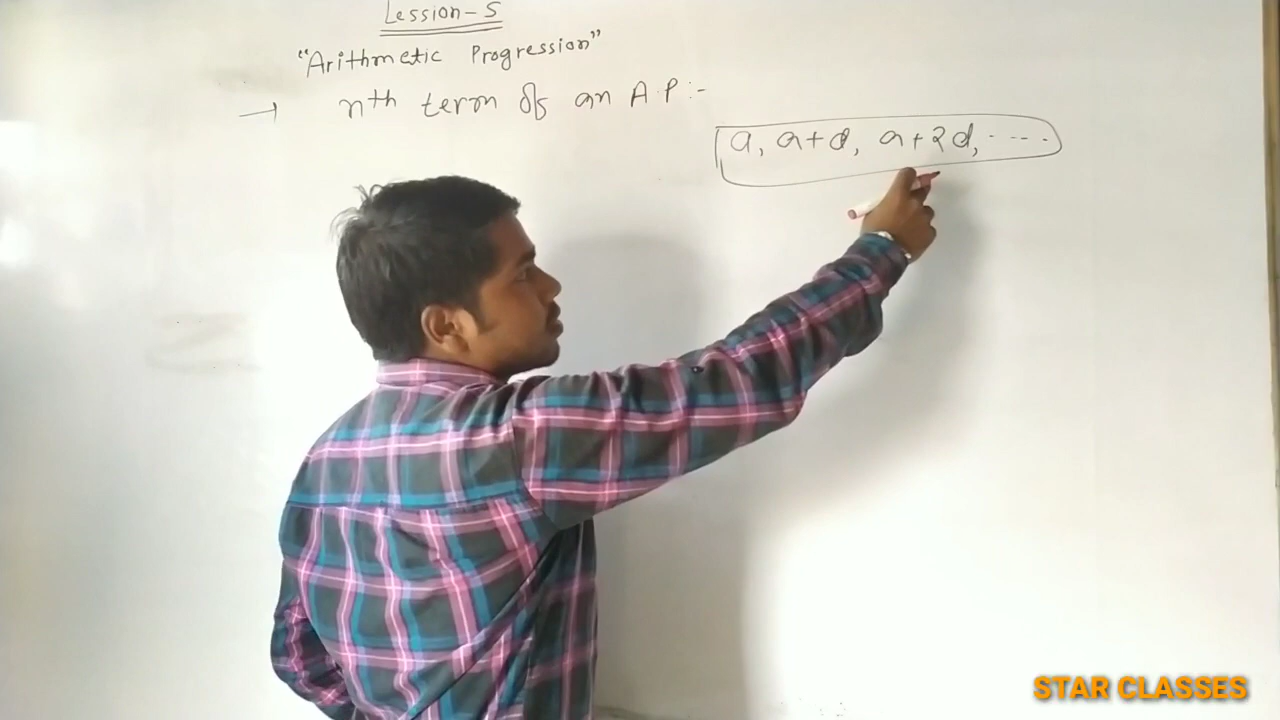 Lession-5
"Arithmetic Progression"
→ nth term of an A.P:-
a, a+d, a+2d, ....
STAR CLASSES